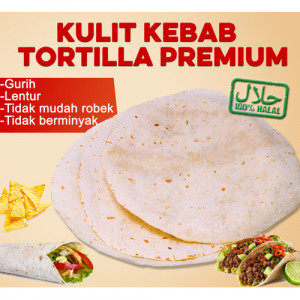 KULIT KEBAB
TORTILLA PREMIUM
-Gurih
-Lentur
-Tidak mudah robek
-Tidak berminyak
حلال
100% HALAL